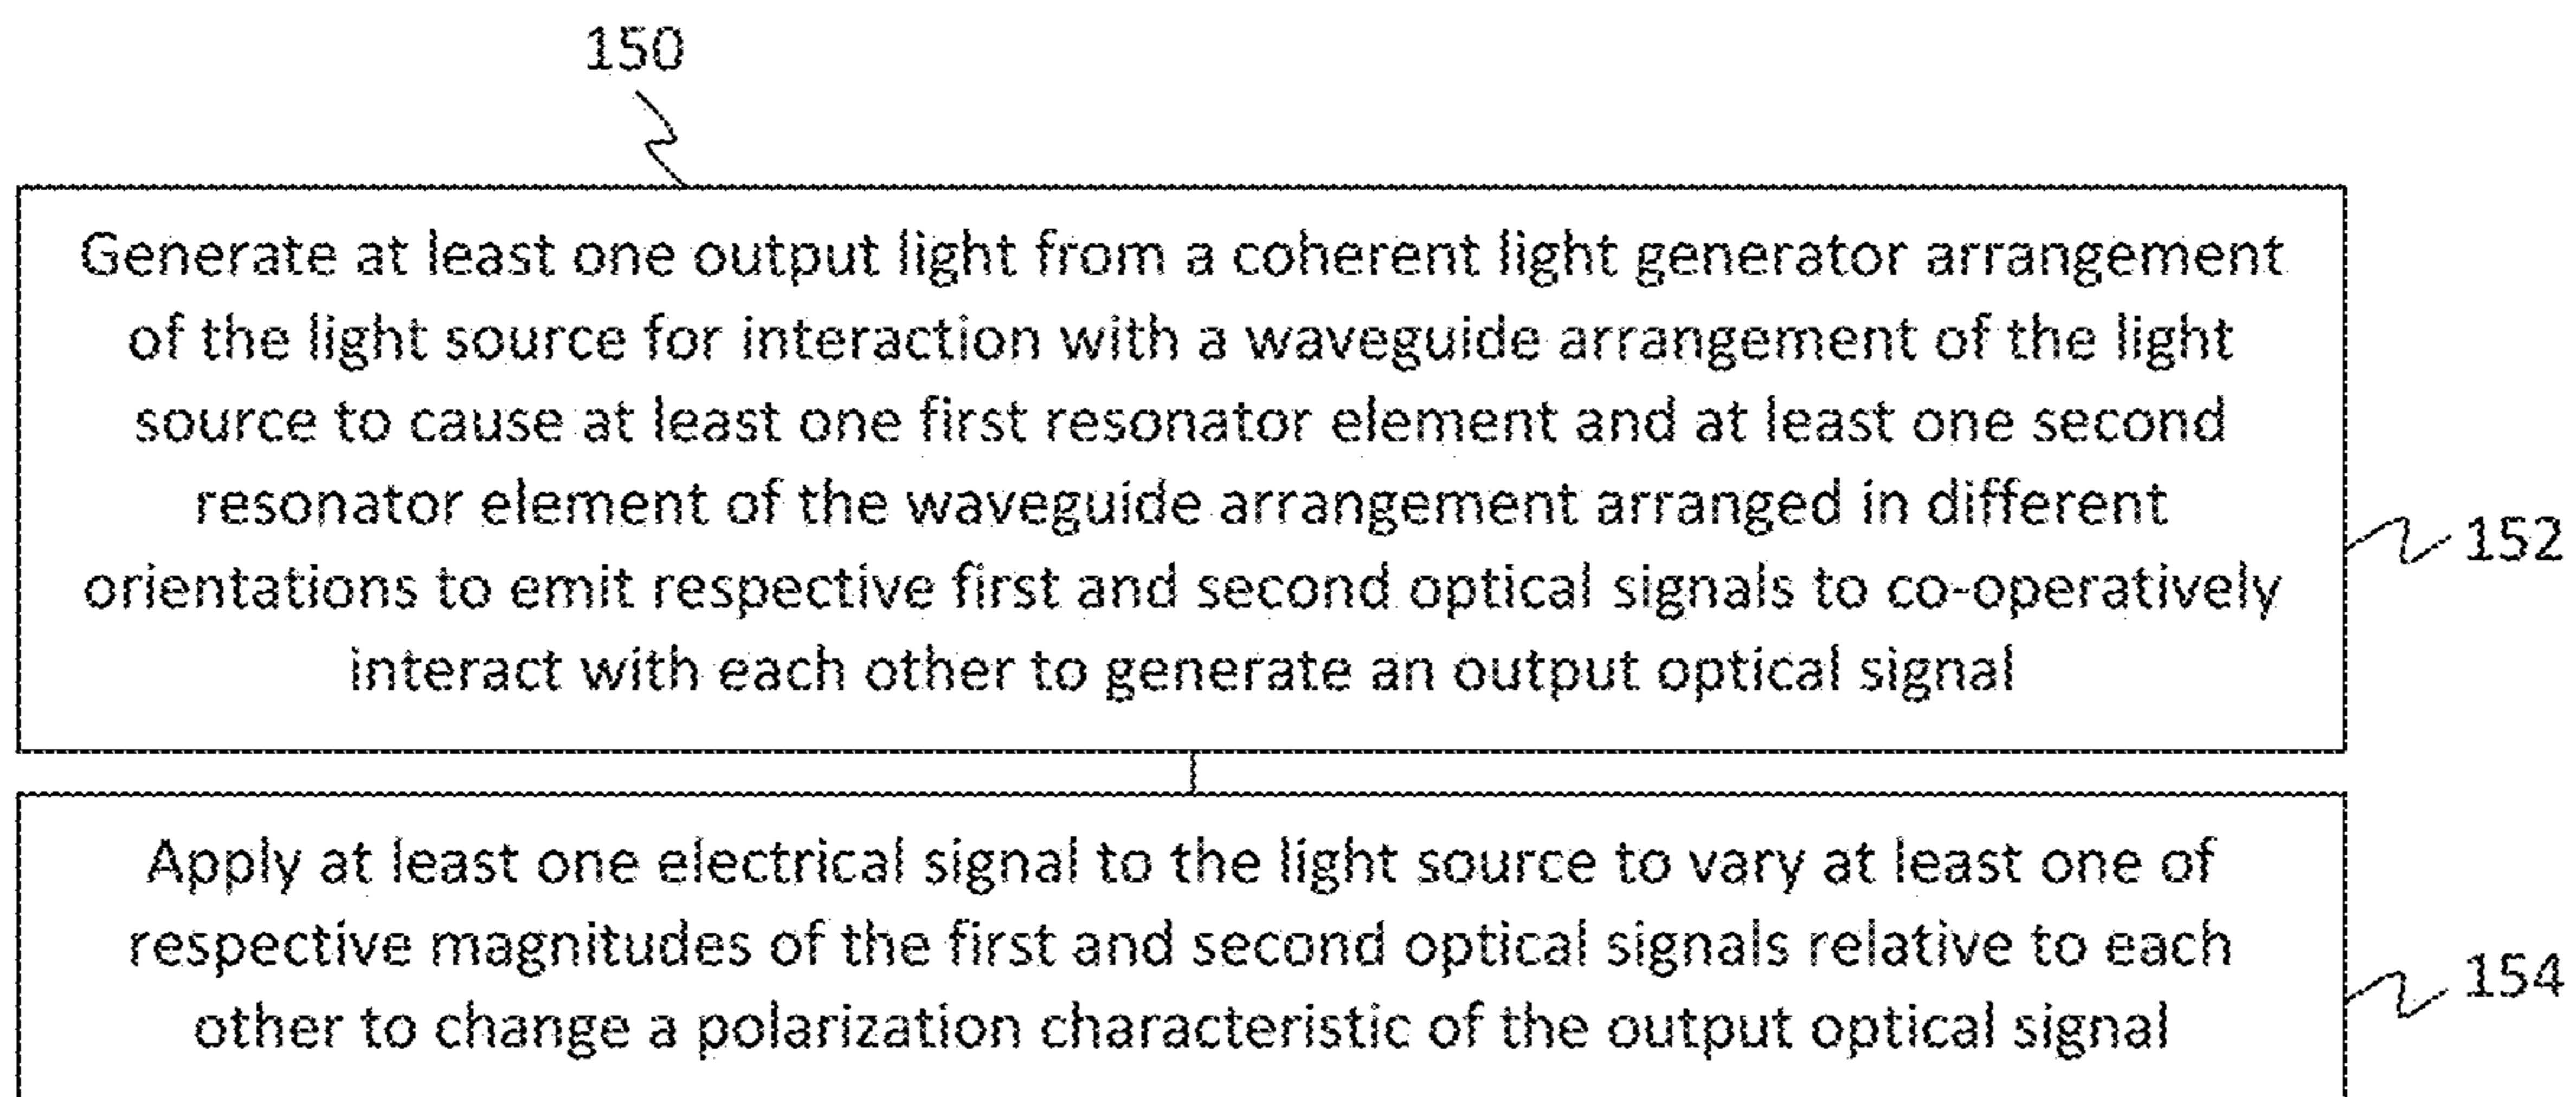 150
Generate at least one output light from a coherent light generator arrangement
of the light source for interaction with a waveguide arrangement of the light
source to cause at least one first resonator element and at least one second
resonator element of the waveguide arrangement arranged in different
orientations to emit respective first and second optical signals to co-operatively
interact with each other to generate an output optical signal
152
Apply at least one electrical signal to the light source to vary at least one of
respective magnitudes of the first and second optical signals relative to each
other to change a polarization characteristic of the output optical signal
154